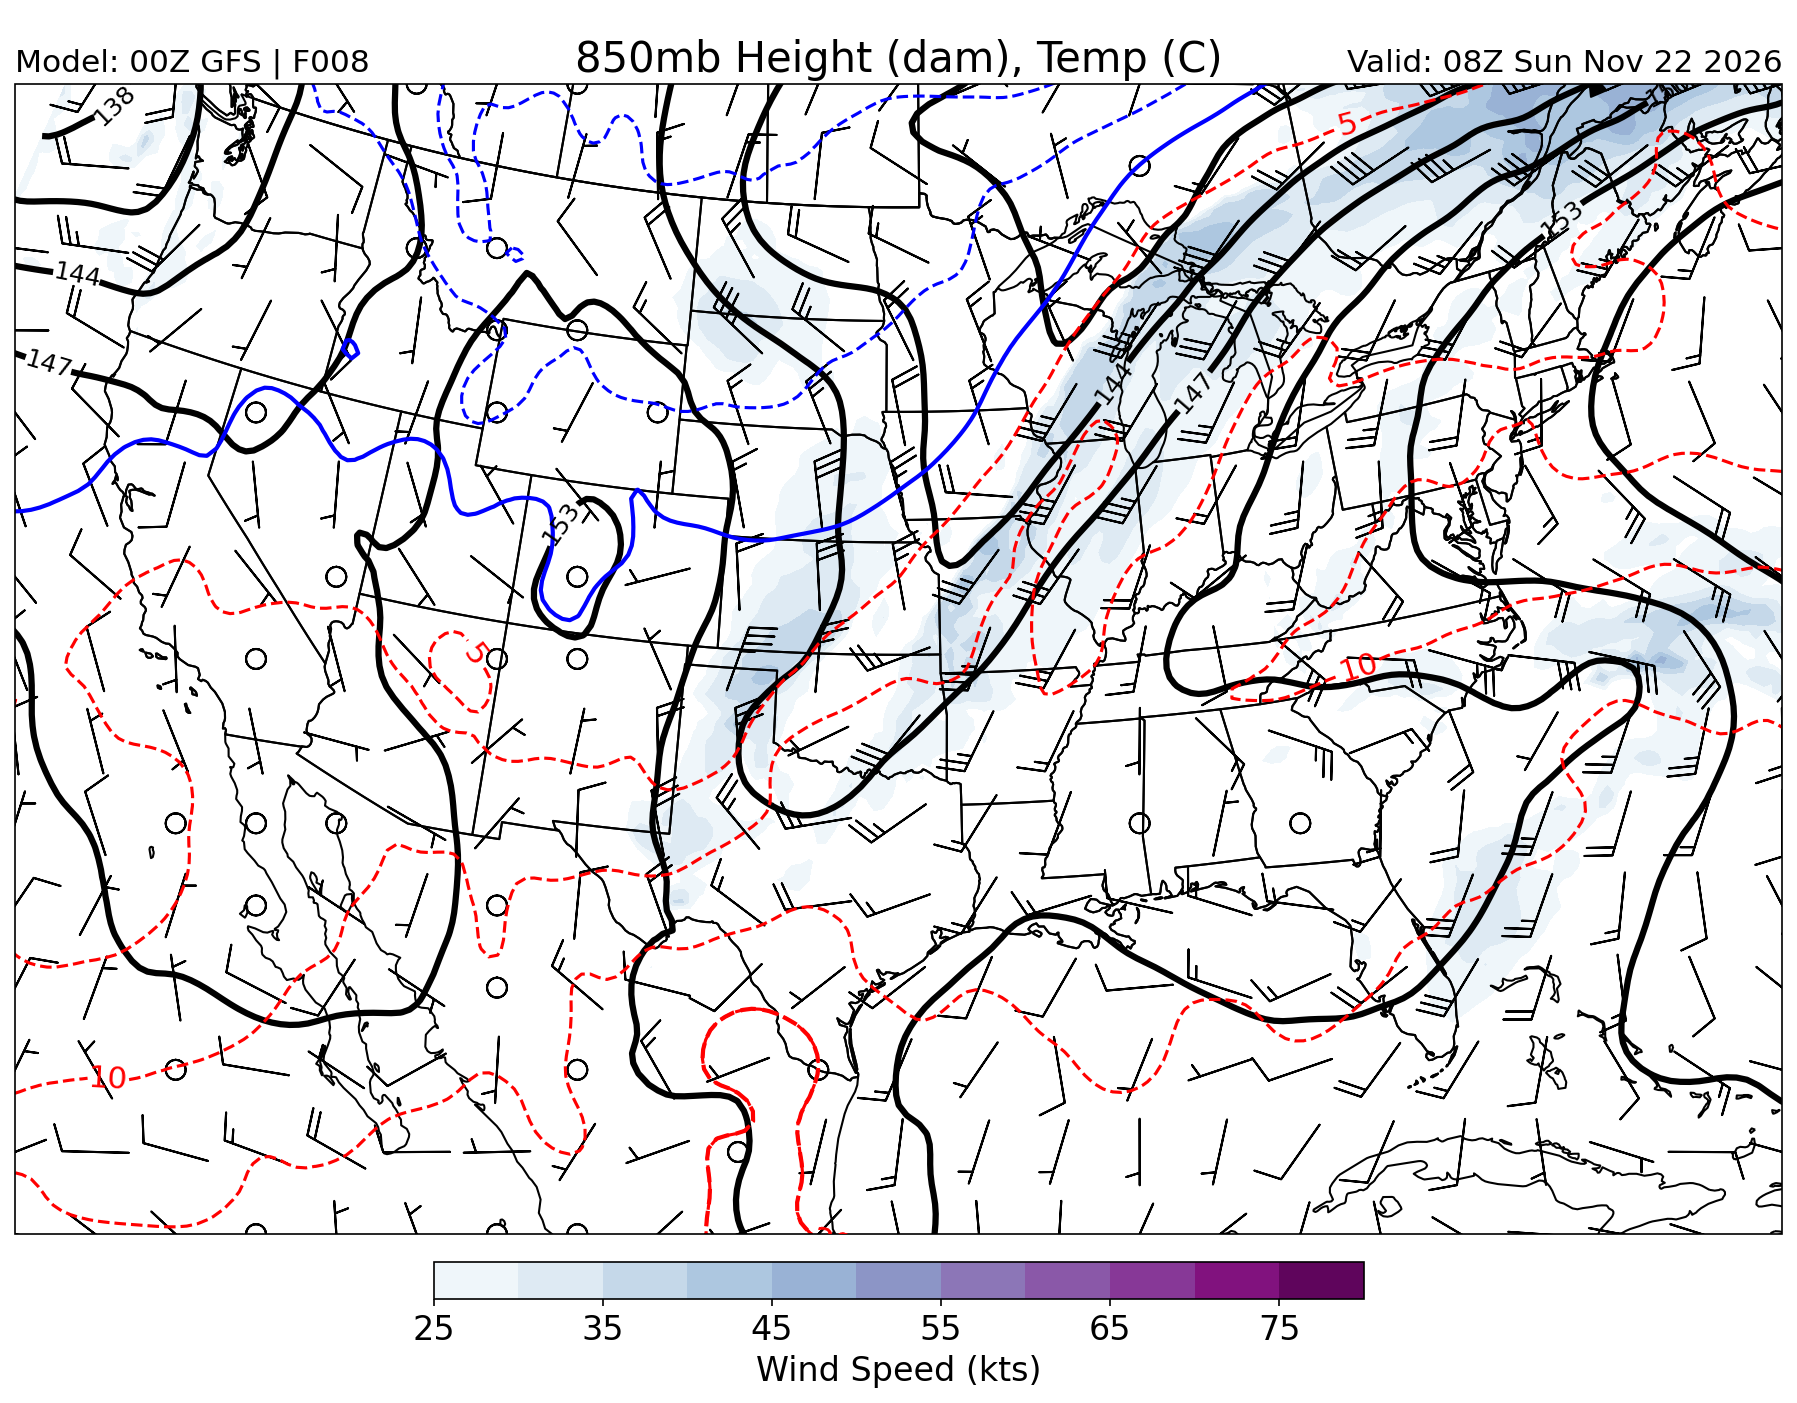 Model: 00Z GFS | F008
850mb Height (dam), Temp (C)
Valid: 08Z Sun Nov 22 2026
138
5
153
144
147
144
147
153
5
10
10
25 35 45 55 65 75
Wind Speed (kts)